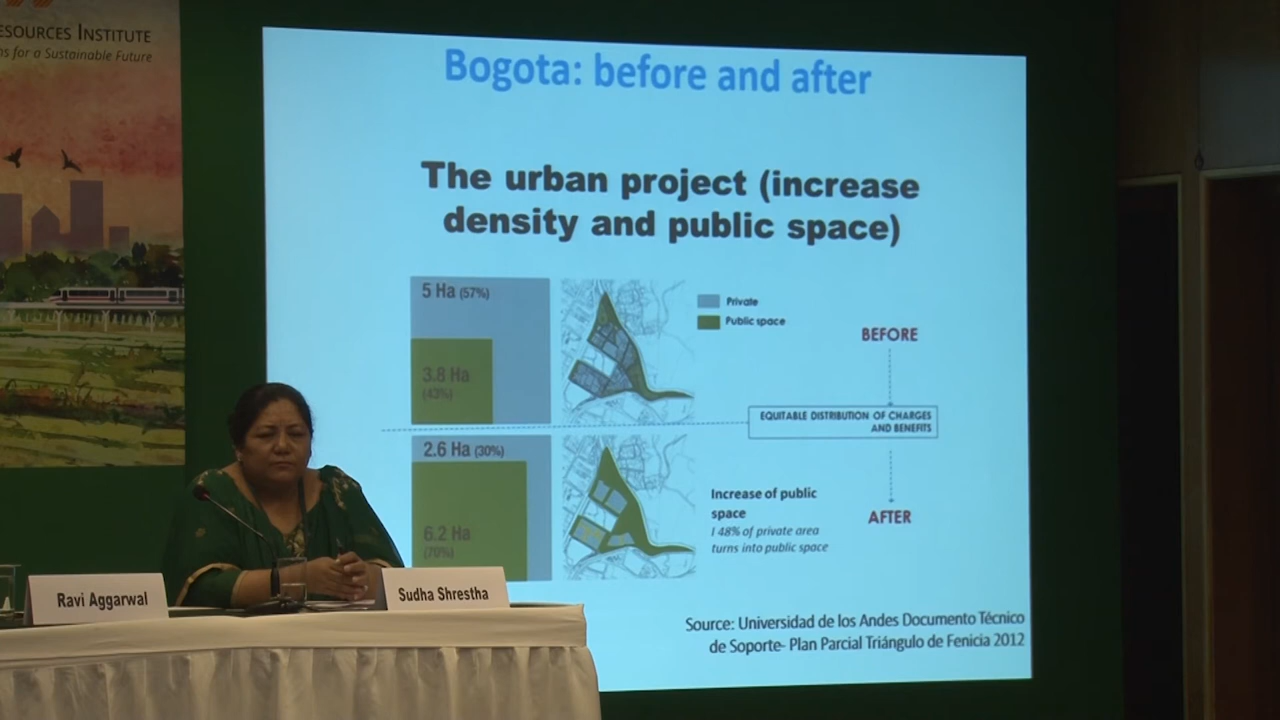 ESOURCES INSTITUTE
ns for a Sustainable Future
Bogota: before and after
The urban project (increase
density and public space)
5 Ha (57%)
3.8 Ha
(43%)
Private
Public space
BEFORE
EQUITABLE DISTRIBUTION OF CHARGES
AND BENEFITS
2.6 Ha (30%)
6.2 Ha
(70%)
Increase of public
space
I 48% of private area
turns into public space
AFTER
Source: Universidad de los Andes Documento Técnico
de Soporte- Plan Parcial Triángulo de Fenicia 2012
Ravi Aggarwal
Sudha Shrestha